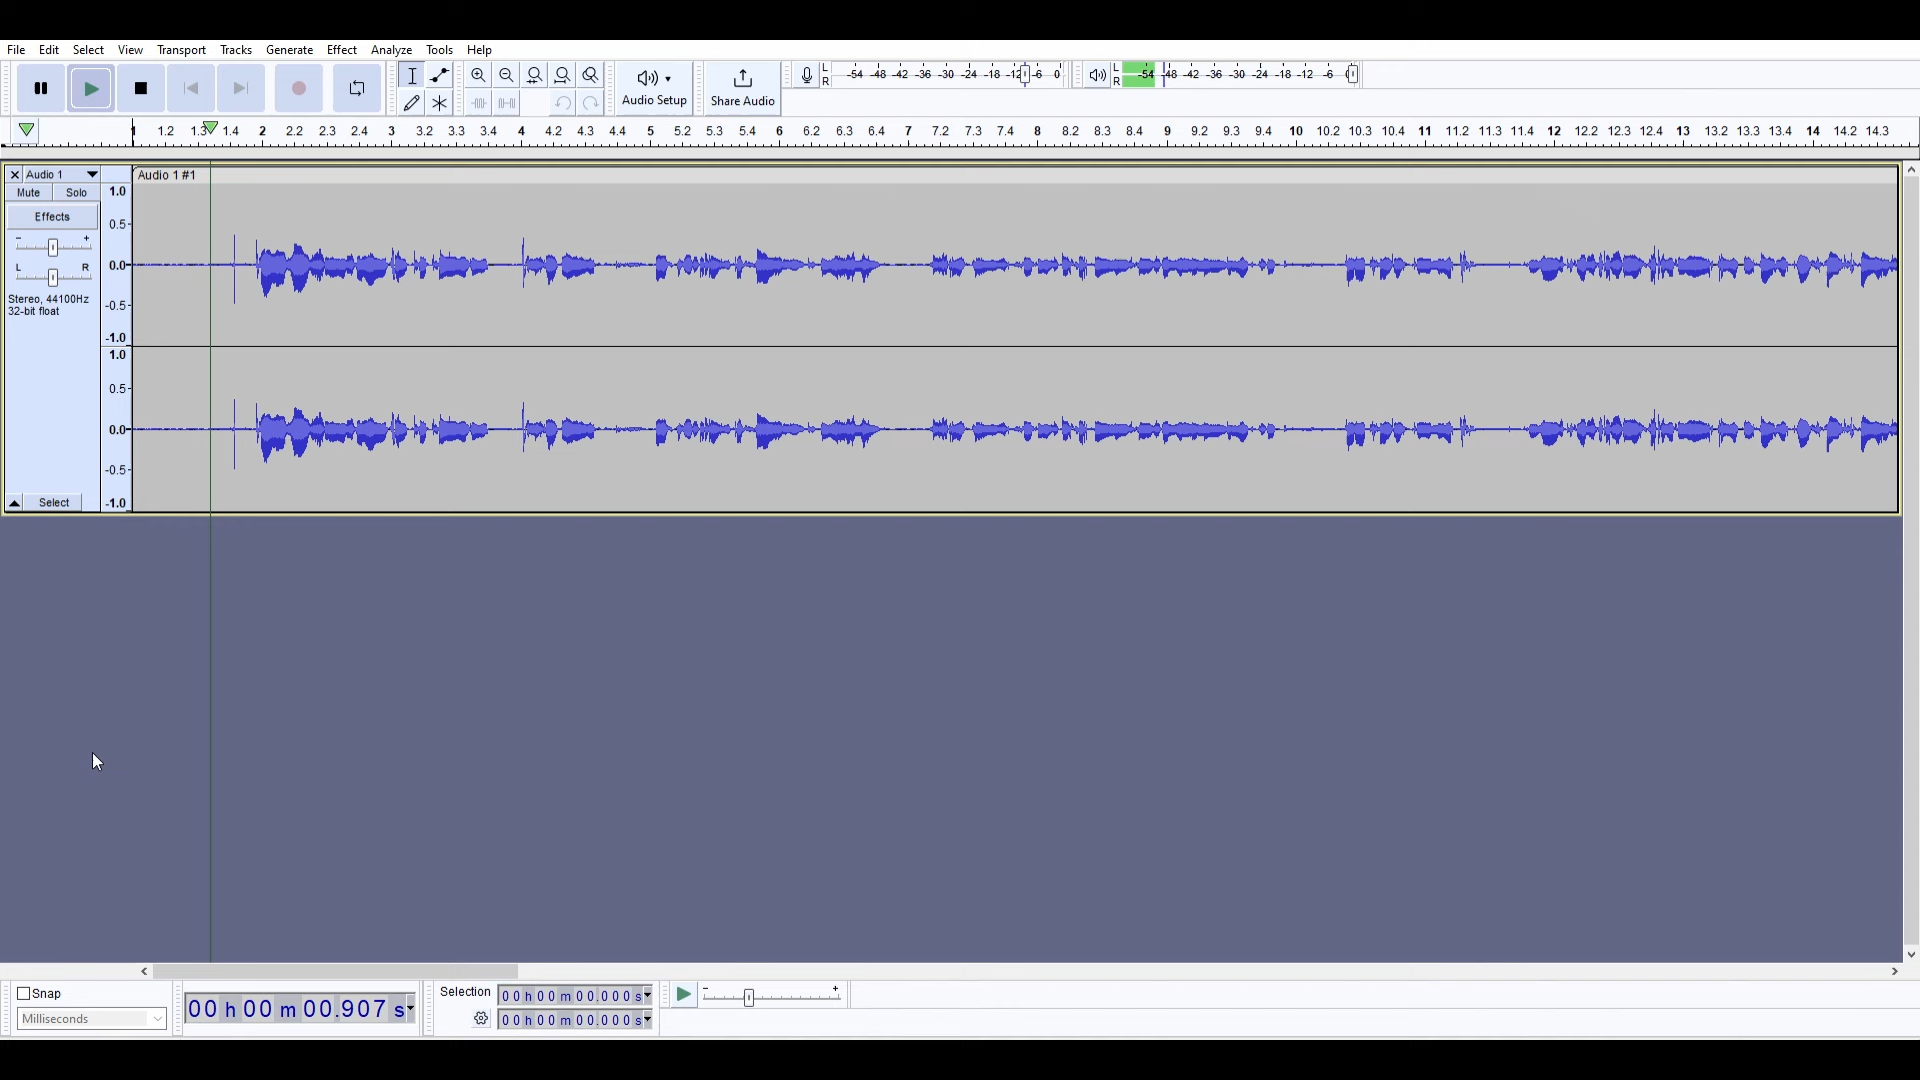 File Edit Select View Transport Tracks Generate Effect Analyze Tools Help
Audio Setup
Share Audio
L
R
-54 -48 -42 -36 -30 -24 -18 -12 -6 0
L
R
-54 -48 -42 -36 -30 -24 -18 -12 -6
1 1.2 1.3 1.4 2 2.2 2.3 2.4 3 3.2 3.3 3.4 4 4.2 4.3 4.4 5 5.2 5.3 5.4 6 6.2 6.3 6.4 7 7.2 7.3 7.4 8 8.2 8.3 8.4 9 9.2 9.3 9.4 10 10.2 10.3 10.4 11 11.2 11.3 11.4 12 12.2 12.3 12.4 13 13.2 13.3 13.4 14 14.2 14.3
Audio 1
Audio 1 #1
Mute Solo
Effects
- +
L R
Stereo, 44100Hz
32-bit float
Select
1.0
0.5-
0.0-
-0.5-
-1.0
1.0
0.5-
0.0-
-0.5-
-1.0
Snap
Milliseconds
00 h 00 m 00.907 s
Selection
00 h 00 m 00.000 s
00 h 00 m 00.000 s
- +